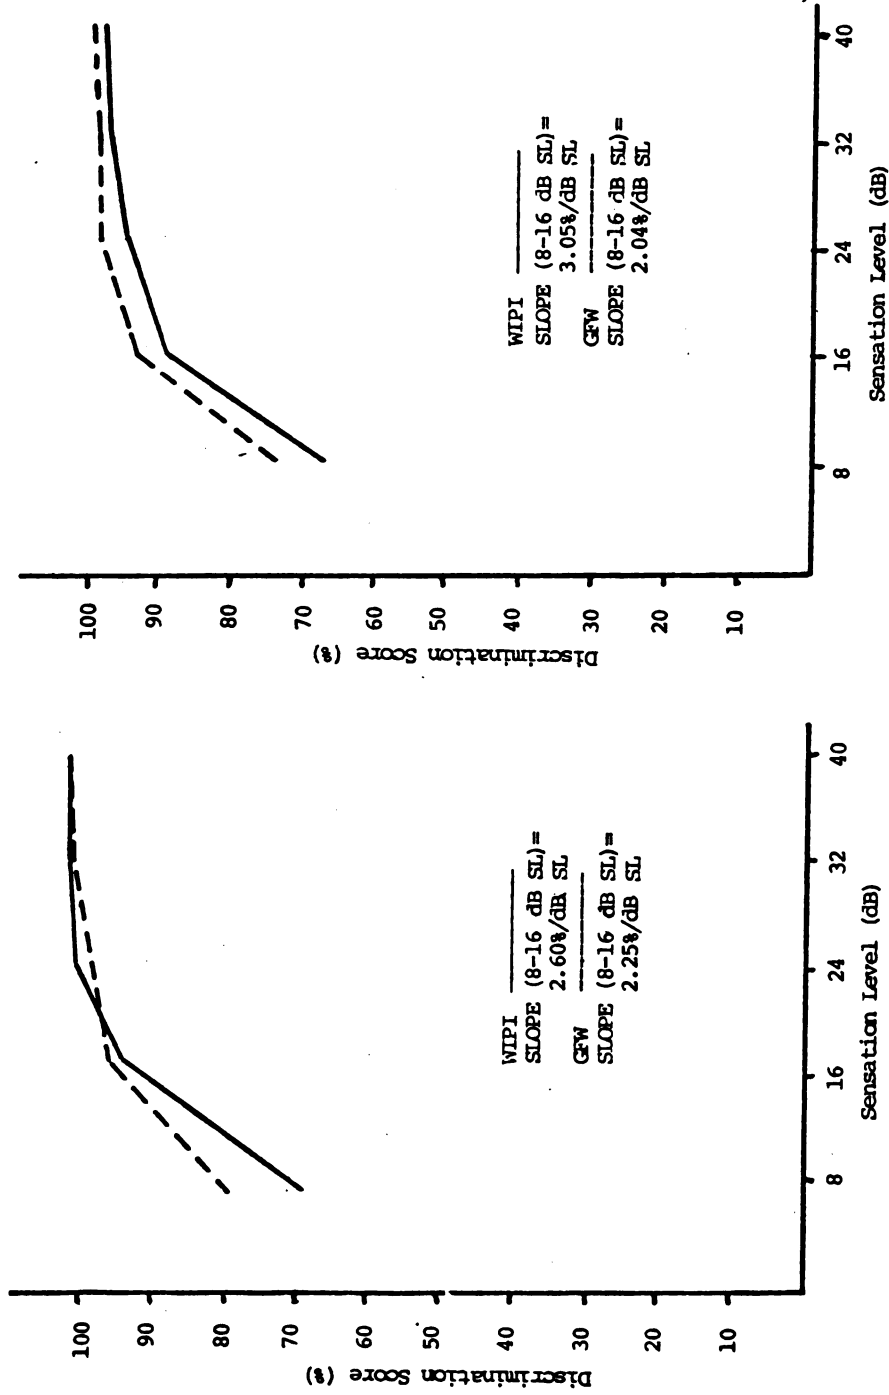 Discrimination Score (%)
100
90
80
70
60
50
40
30
20
10
WIPI
SLOPE (8-16 dB SL)=
2.60%/dB SL
GFW
SLOPE (8-16 dB SL)=
2.25%/dB SL
8 16 24 32 40
Sensation Level (dB)
Discrimination Score (%)
100
90
80
70
60
50
40
30
20
10
WIPI
SLOPE (8-16 dB SL)=
3.05%/dB SL
GFW
SLOPE (8-16 dB SL)=
2.04%/dB SL
8 16 24 32 40
Sensation Level (dB)